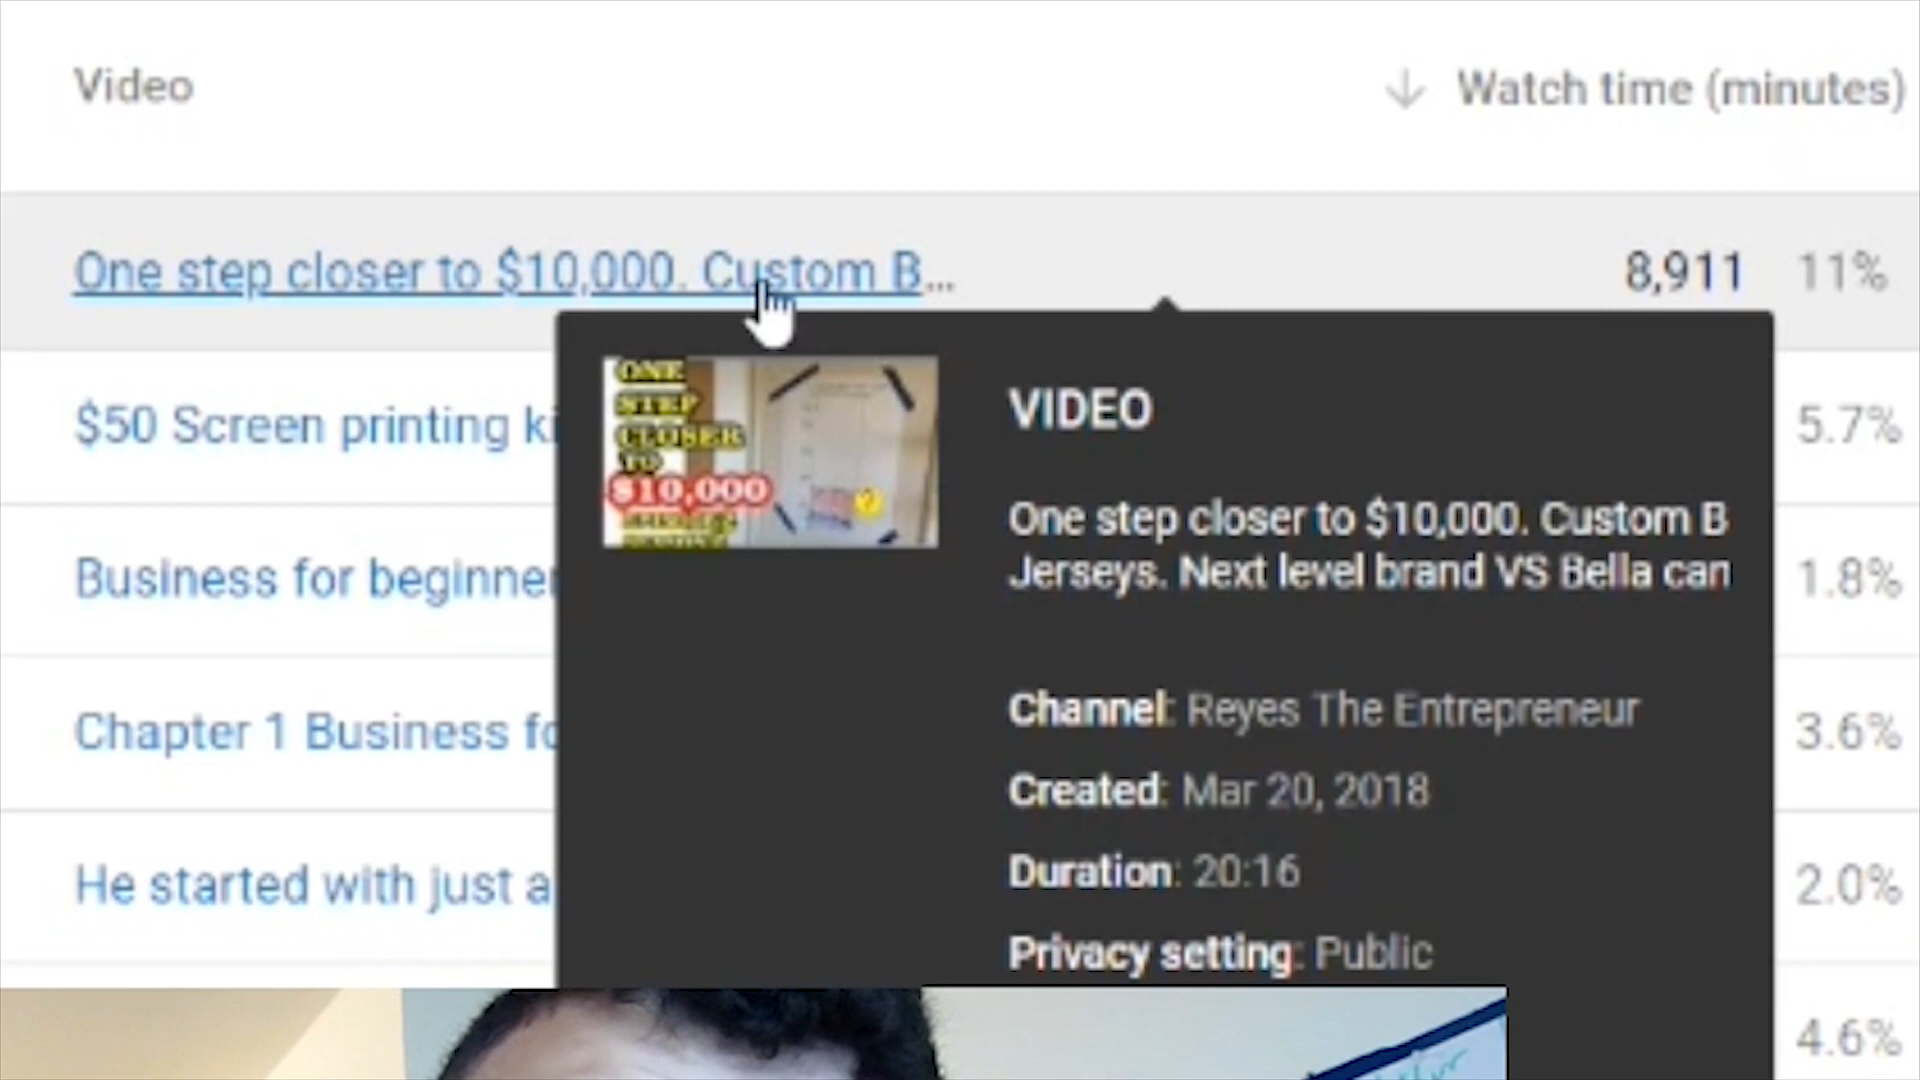 Video
Watch time (minutes)
One step closer to $10,000. Custom B...
8,911 11%
$50 Screen printing ki
5.7%
Business for beginne
1.8%
Chapter 1 Business fo
3.6%
He started with just a
2.0%
4.6%
ONE
STEP
CLOSER
TO
$10,000
VIDEO
One step closer to $10,000. Custom B
Jerseys. Next level brand VS Bella can
Channel: Reyes The Entrepreneur
Created: Mar 20, 2018
Duration: 20:16
Privacy setting: Public